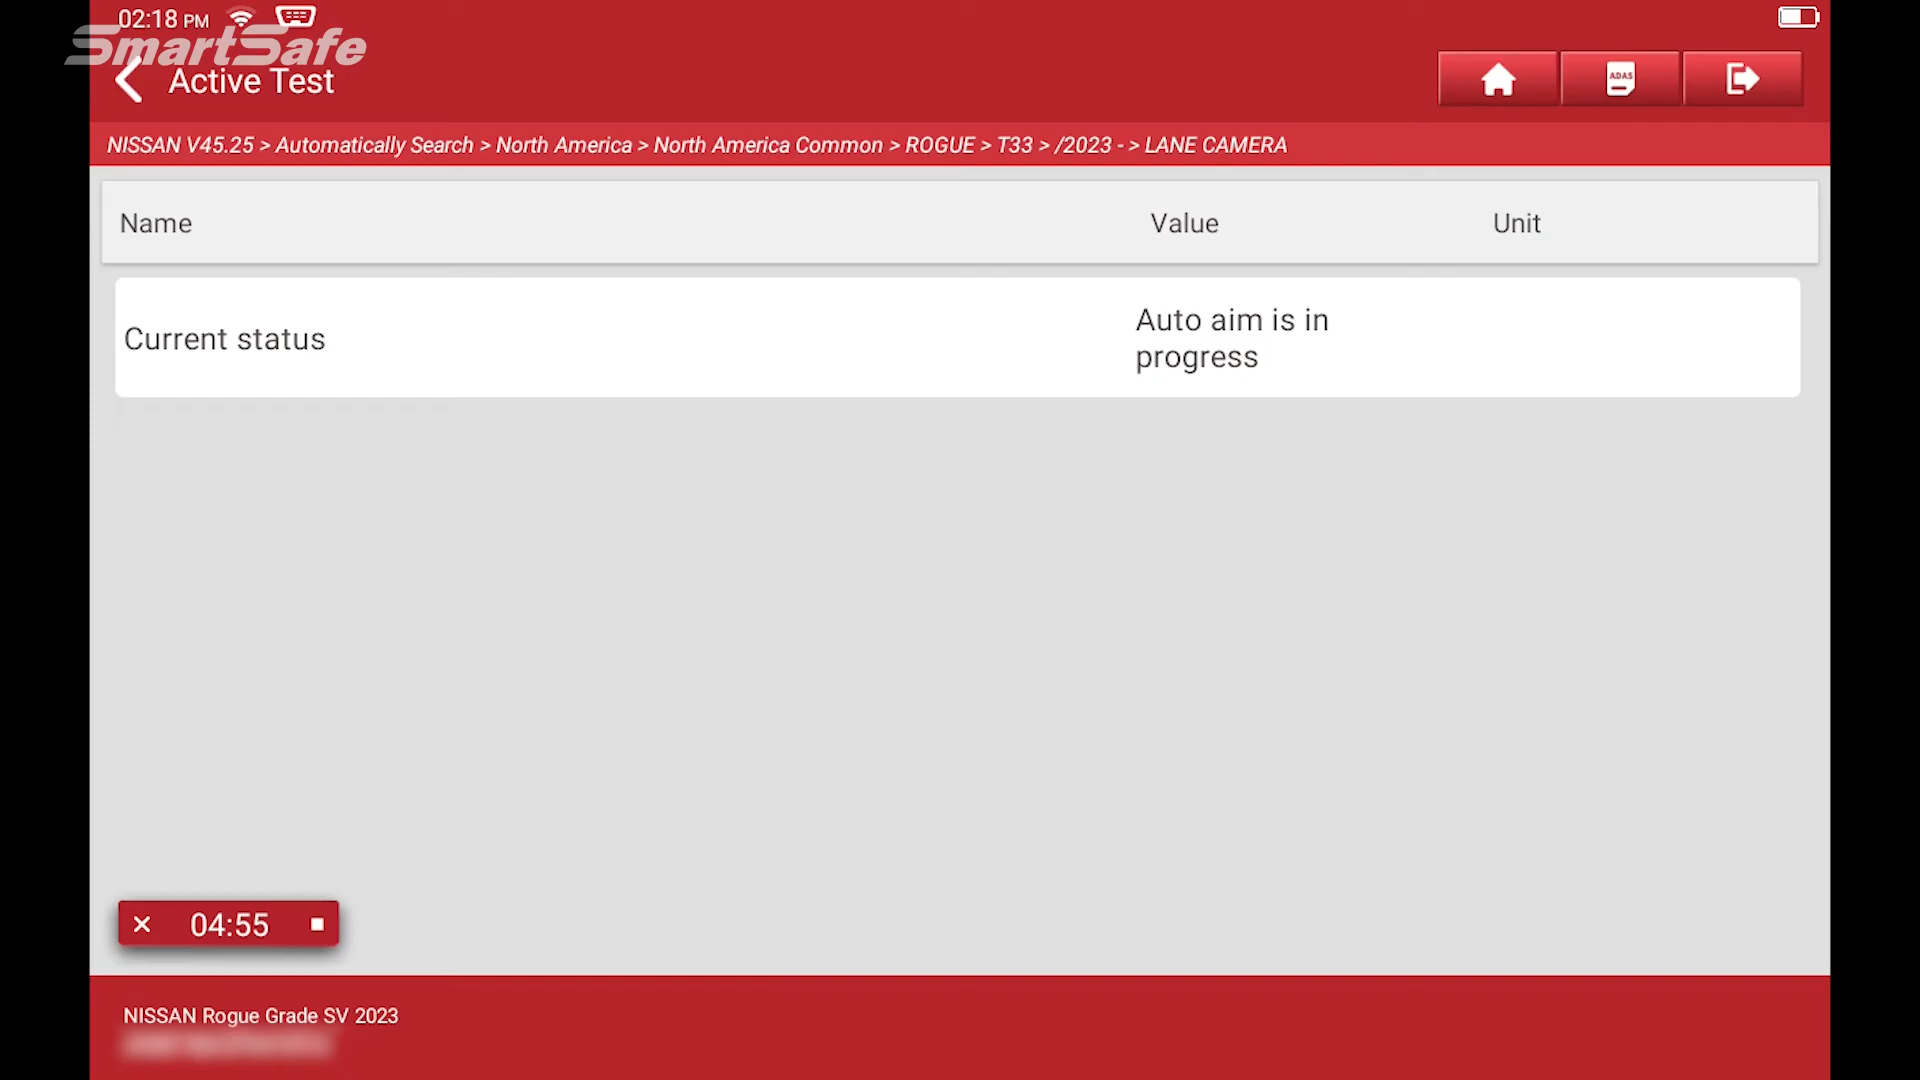 02:18 PM
SmartSafe
Active Test
ADAS
NISSAN V45.25 > Automatically Search > North America > North America Common > ROGUE > T33 > /2023 - > LANE CAMERA
Name Value Unit
Current status
Auto aim is in
progress
04:55
NISSAN Rogue Grade SV 2023